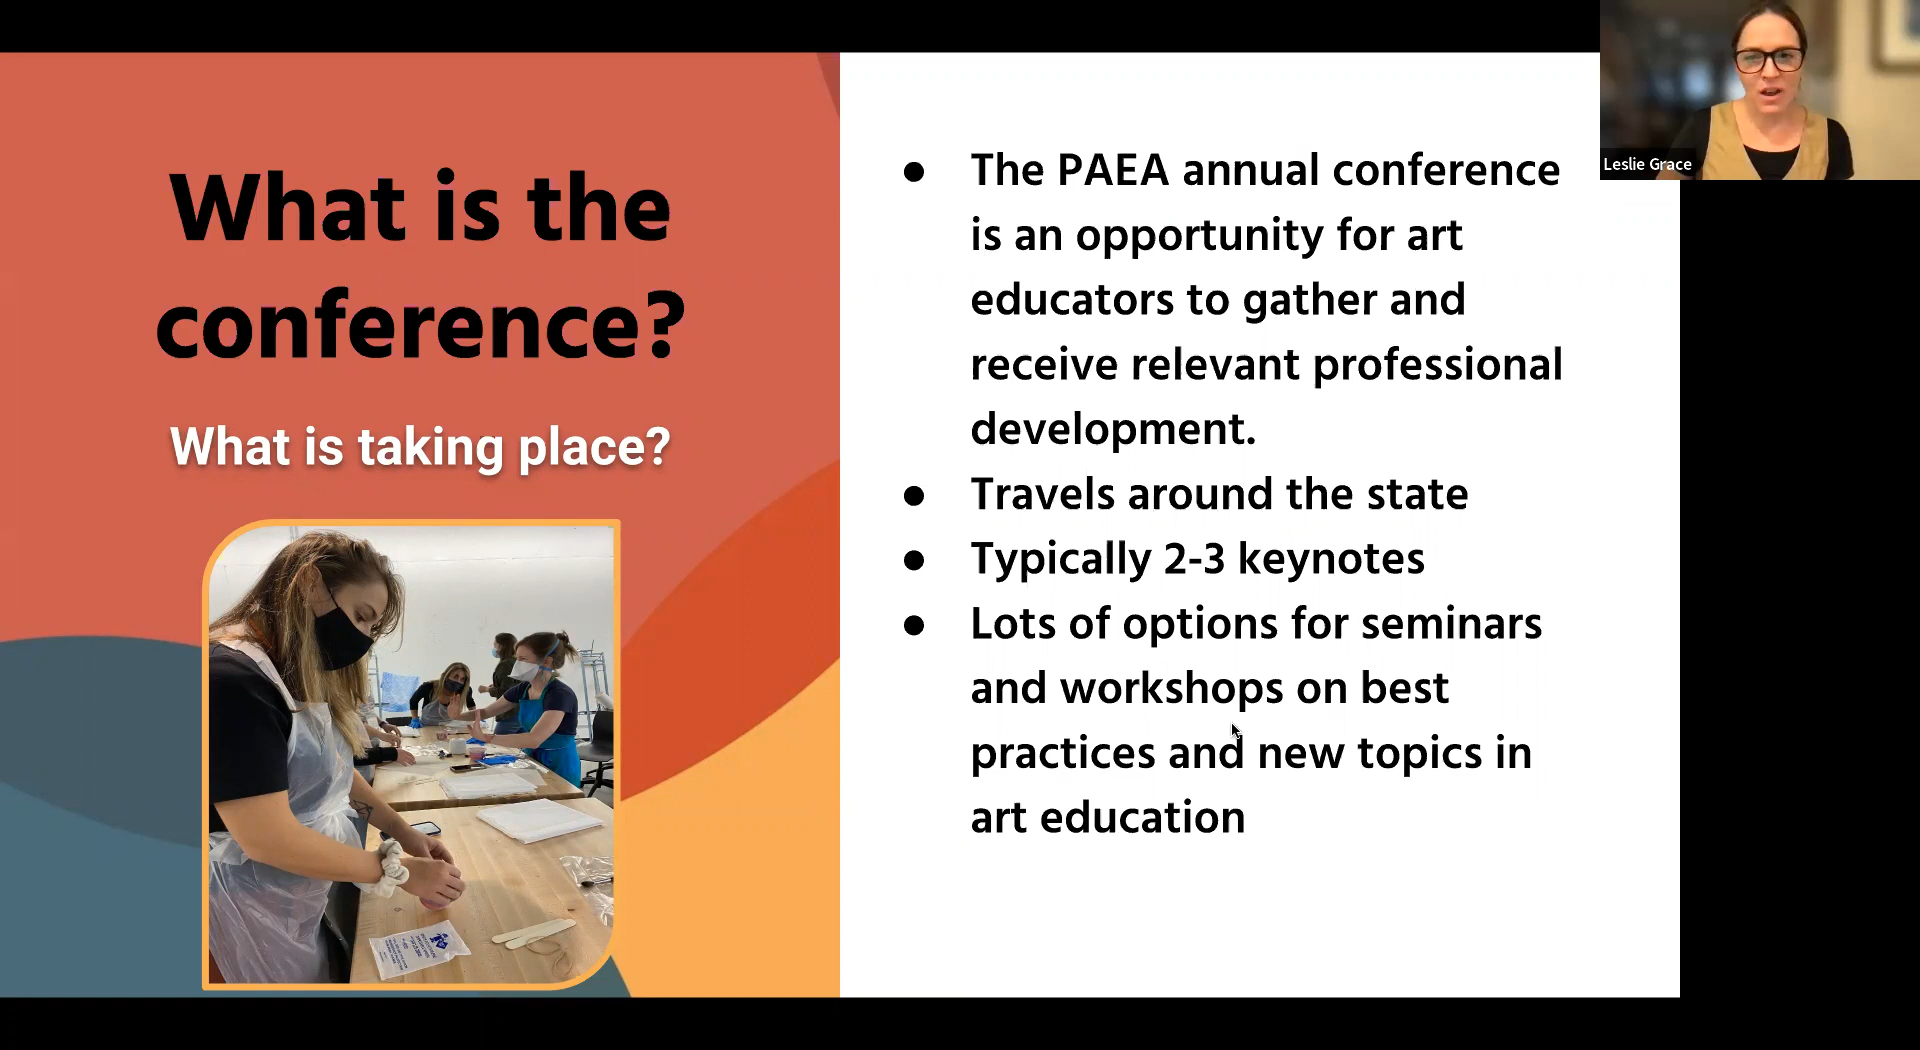 What is the
conference?
What is taking place?
● The PAEA annual conference
is an opportunity for art
educators to gather and
receive relevant professional
development.
● Travels around the state
● Typically 2-3 keynotes
● Lots of options for seminars
and workshops on best
practices and new topics in
art education
Leslie Grace